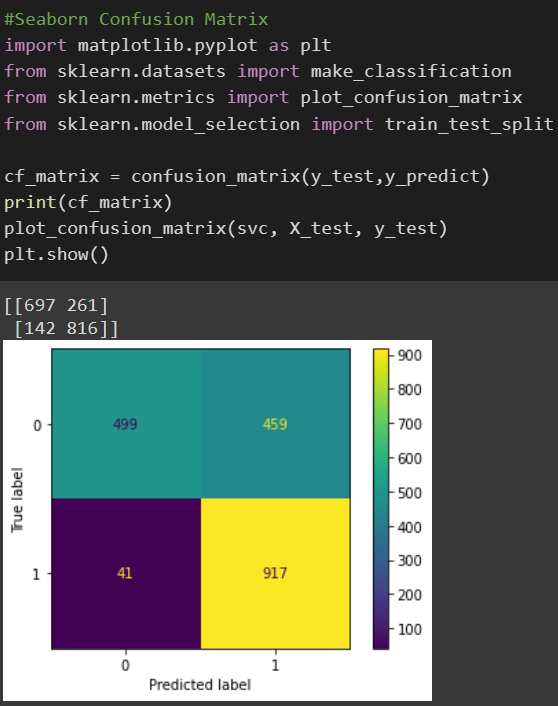 #Seaborn Confusion Matrix
import matplotlib.pyplot as plt
from sklearn.datasets import make_classification
from sklearn.metrics import plot_confusion_matrix
from sklearn.model_selection import train_test_split
cf_matrix = confusion_matrix(y_test,y_predict)
print(cf_matrix)
plot_confusion_matrix(svc, X_test, y_test)
plt.show()
[[697 261]
[142 816]]
900
800
700
600
500
400
300
200
100
0
499
459
True label
1
41
917
0
1
Predicted label